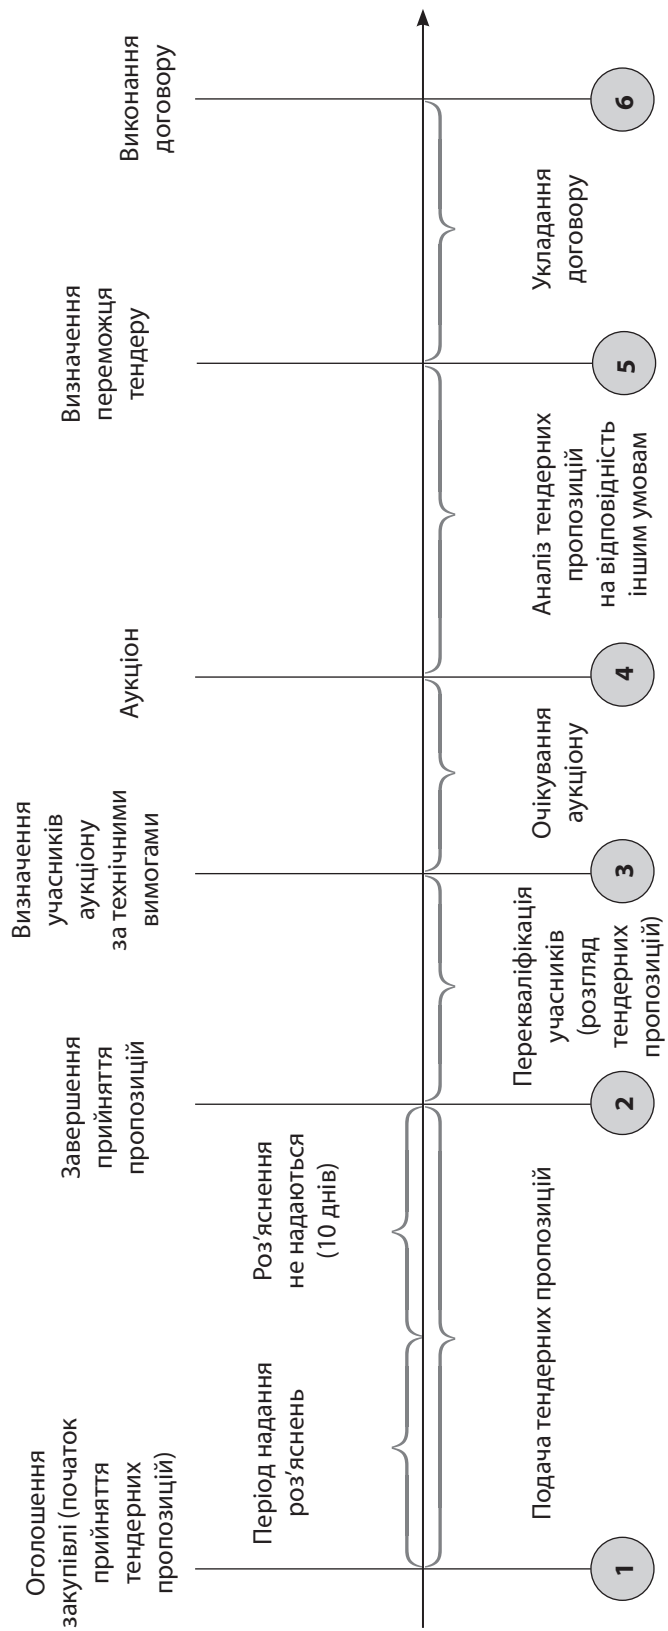 Оголошення
закупівлі (початок
прийняття
тендерних
пропозицій)
Завершення
прийняття
пропозицій
Визначення
учасників
аукціону
за технічними
вимогами
Аукціон
Визначення
переможця
тендеру
Виконання
договору
Період надання
роз’яснень
Роз’яснення
не надаються
(10 днів)
Подача тендерних пропозицій
Перекваліфікація
учасників
(розгляд
тендерних
пропозицій)
Очікування
аукціону
Аналіз тендерних
пропозицій
на відповідність
іншим умовам
Укладання
договору
1
2
3
4
5
6